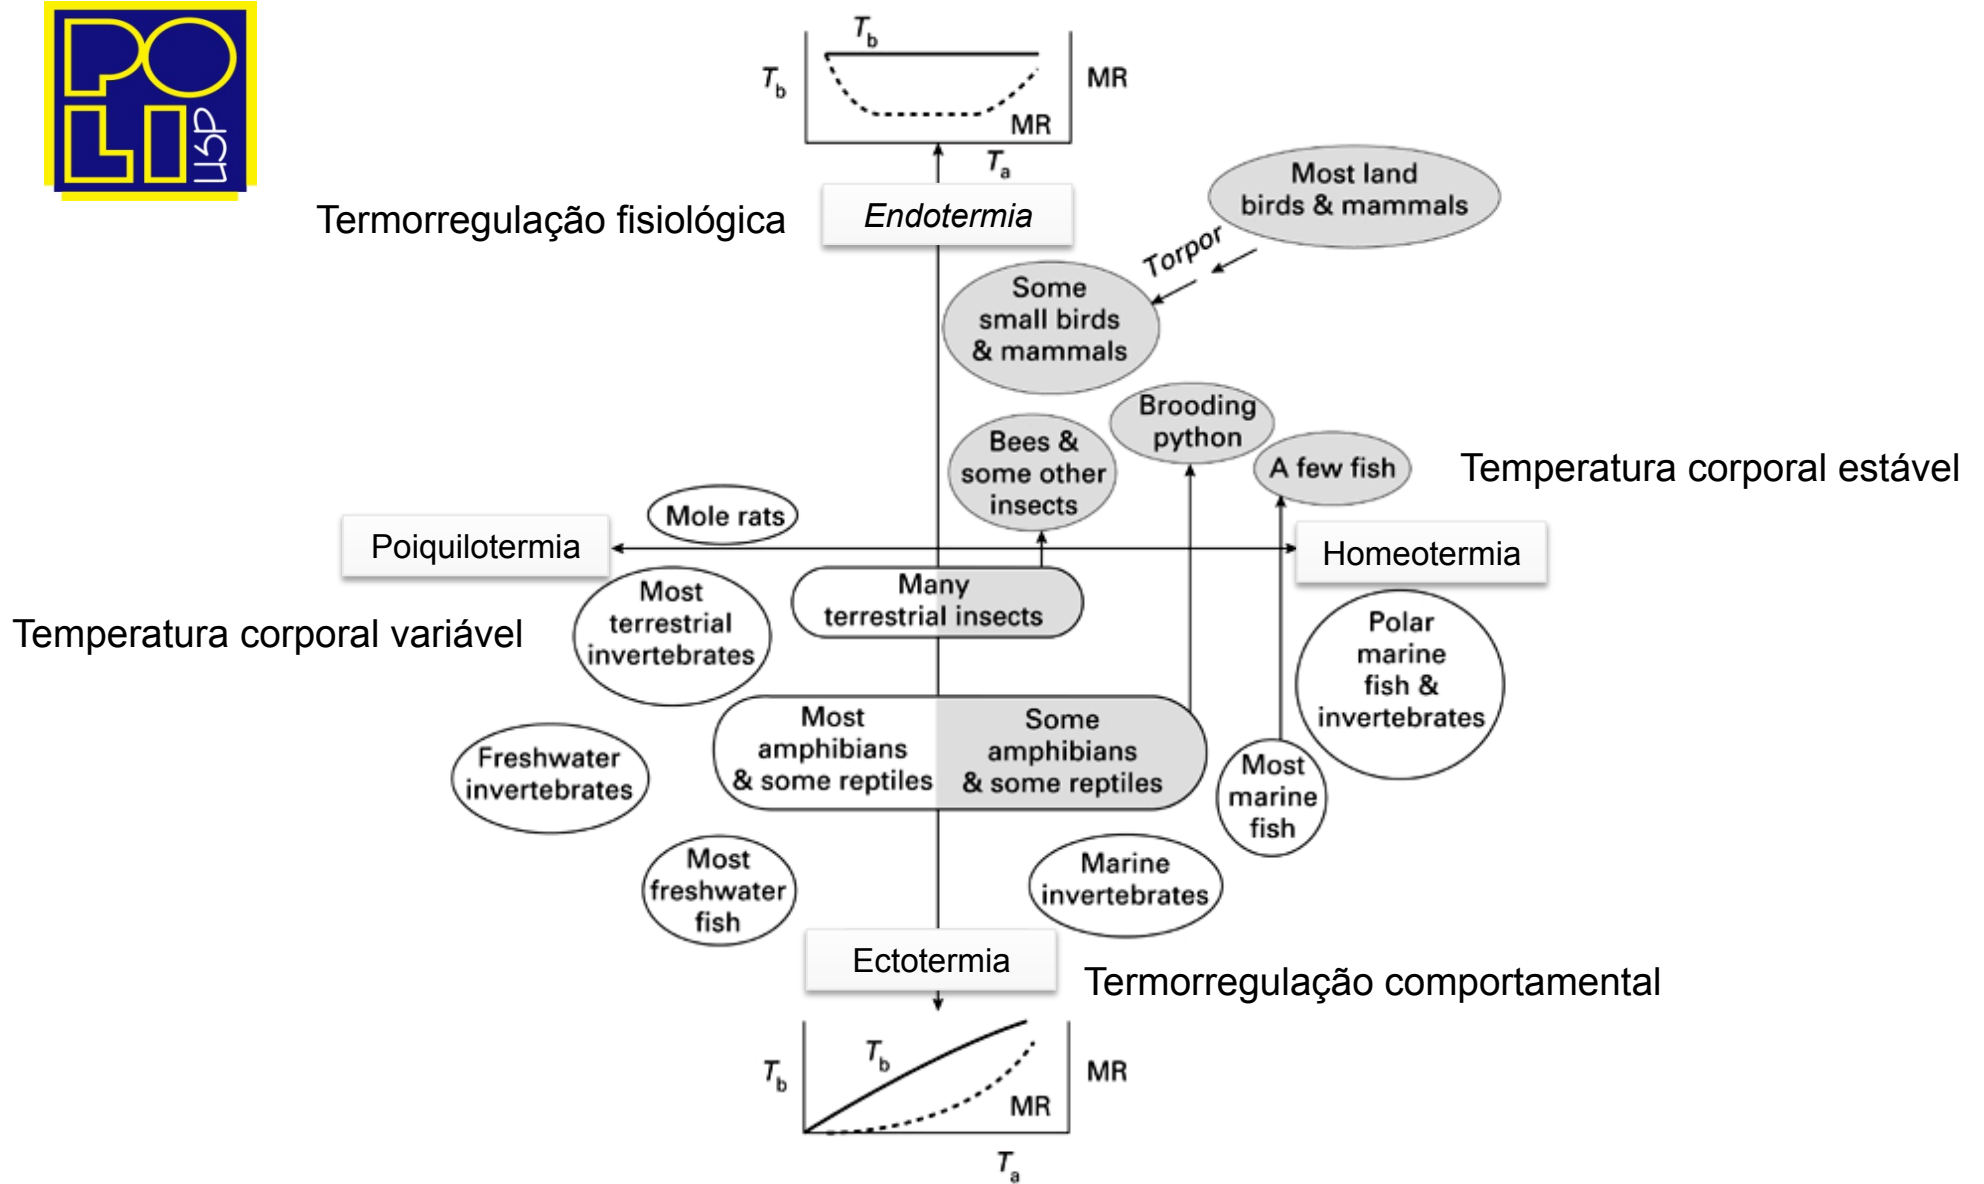 POLI
usp
Tb
Tb
MR
MR
Ta
Termorregulação fisiológica
Endotermia
Most land
birds & mammals
Torpor
Some
small birds
& mammals
Brooding
python
Bees &
some other
insects
A few fish
Temperatura corporal estável
Mole rats
Poiquilotermia
Homeotermia
Many
terrestrial insects
Most
terrestrial
invertebrates
Temperatura corporal variável
Polar
marine
fish &
invertebrates
Most
amphibians
& some reptiles
Some
amphibians
& some reptiles
Freshwater
invertebrates
Most
marine
fish
Most
freshwater
fish
Marine
invertebrates
Ectotermia
Termorregulação comportamental
Tb
Tb
MR
MR
Ta